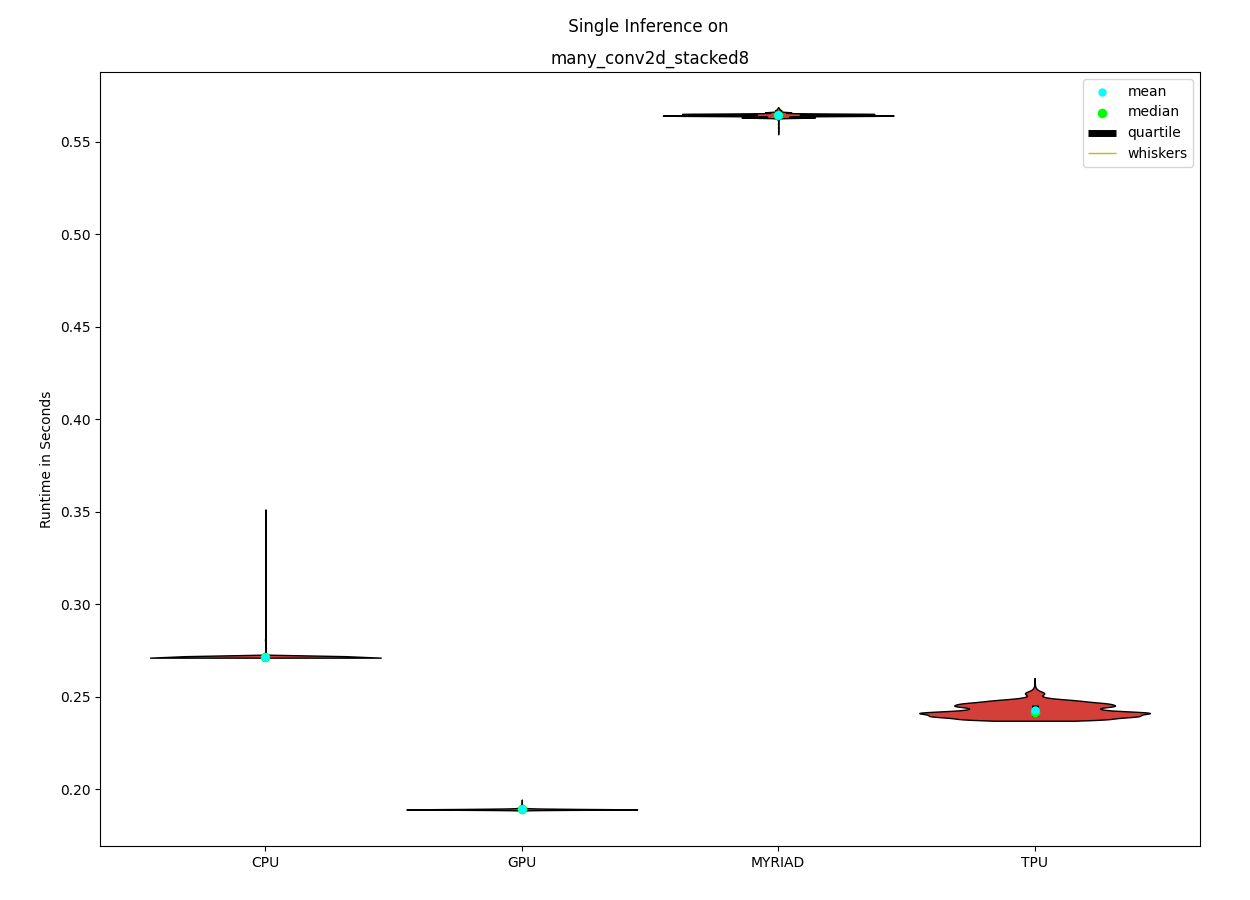 Single Inference on
many_conv2d_stacked8
mean
median
quartile
whiskers
Runtime in Seconds
0.55
0.50
0.45
0.40
0.35
0.30
0.25
0.20
CPU GPU MYRIAD TPU